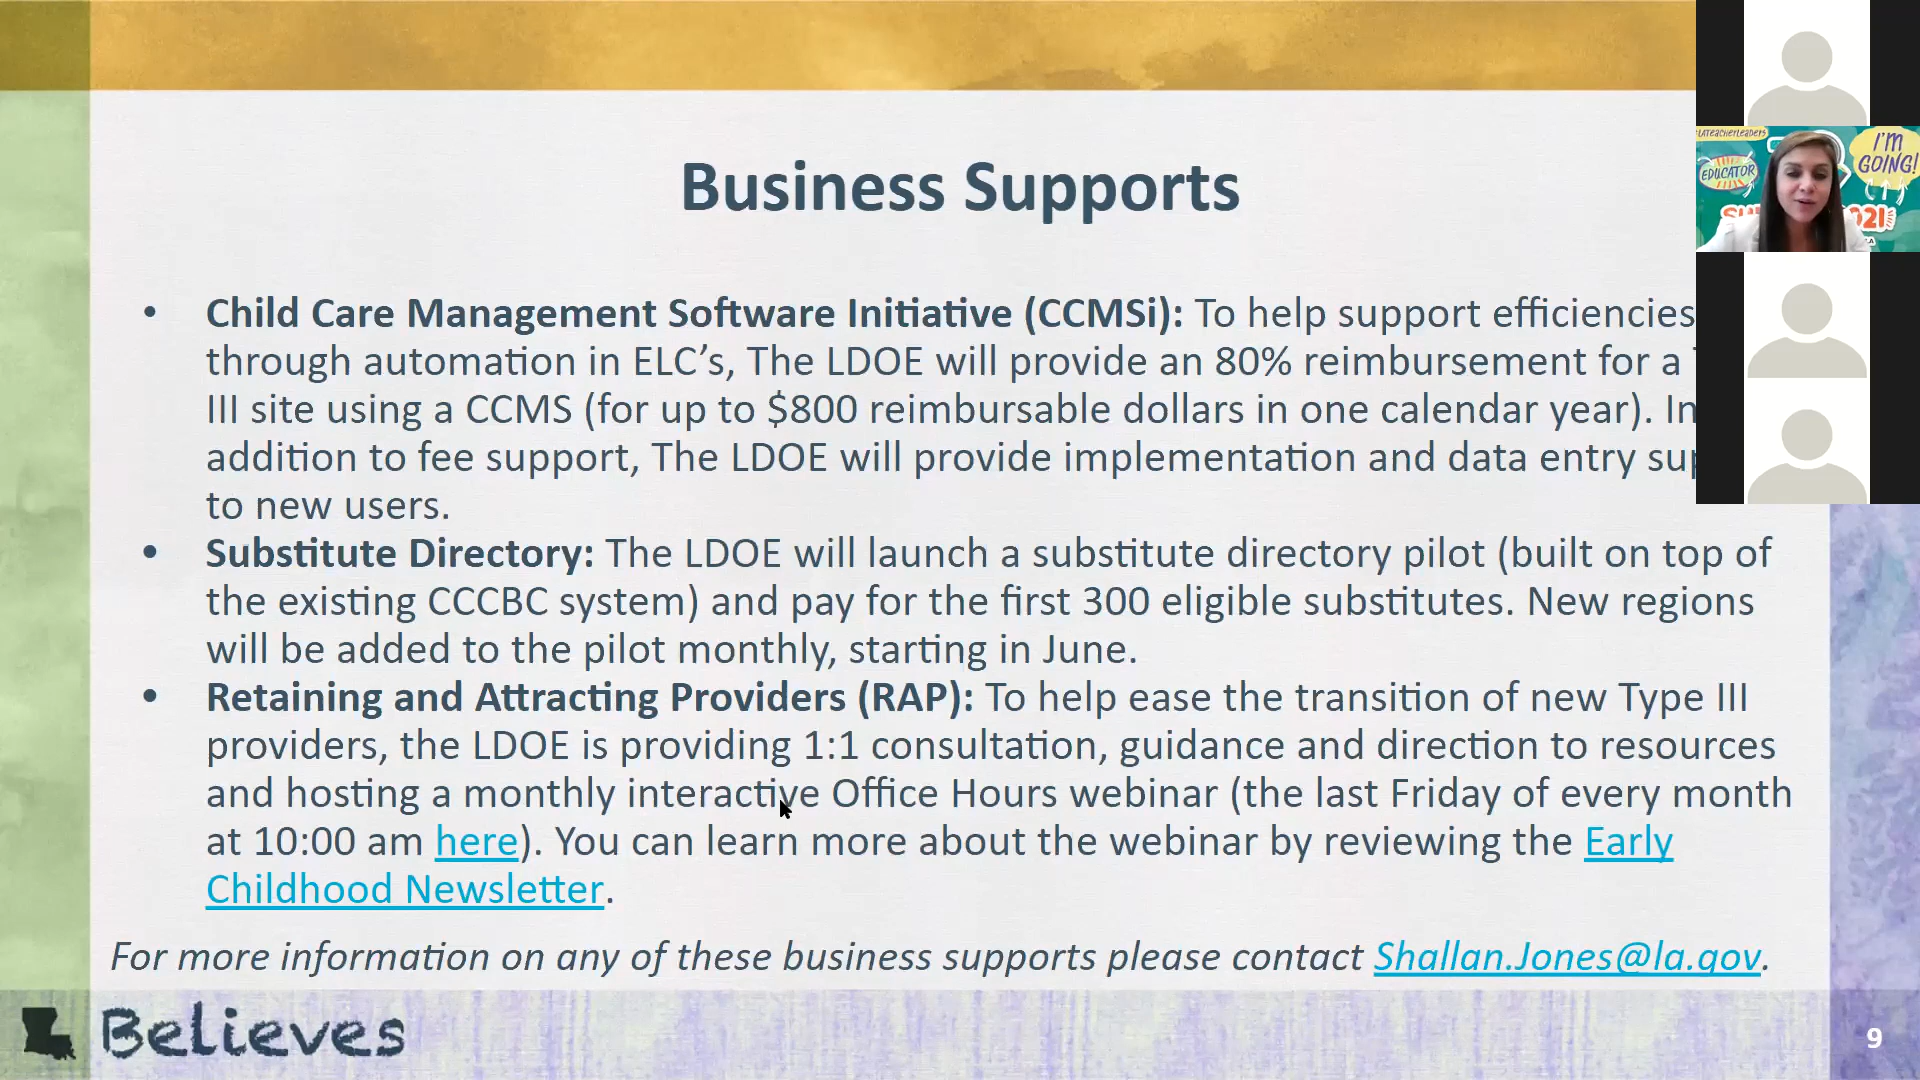 Business Supports
• Child Care Management Software Initiative (CCMSi): To help support efficiencies
through automation in ELC’s, The LDOE will provide an 80% reimbursement for a
III site using a CCMS (for up to $800 reimbursable dollars in one calendar year). In
addition to fee support, The LDOE will provide implementation and data entry
to new users.
• Substitute Directory: The LDOE will launch a substitute directory pilot (built on top of
the existing CCCBC system) and pay for the first 300 eligible substitutes. New regions
will be added to the pilot monthly, starting in June.
• Retaining and Attracting Providers (RAP): To help ease the transition of new Type III
providers, the LDOE is providing 1:1 consultation, guidance and direction to resources
and hosting a monthly interactive Office Hours webinar (the last Friday of every month
at 10:00 am here). You can learn more about the webinar by reviewing the Early
Childhood Newsletter.
For more information on any of these business supports please contact Shallan.Jones@la.gov.
Believes
9
#LATEACHERLEADERS
EDUCATOR
I'M
GOING!